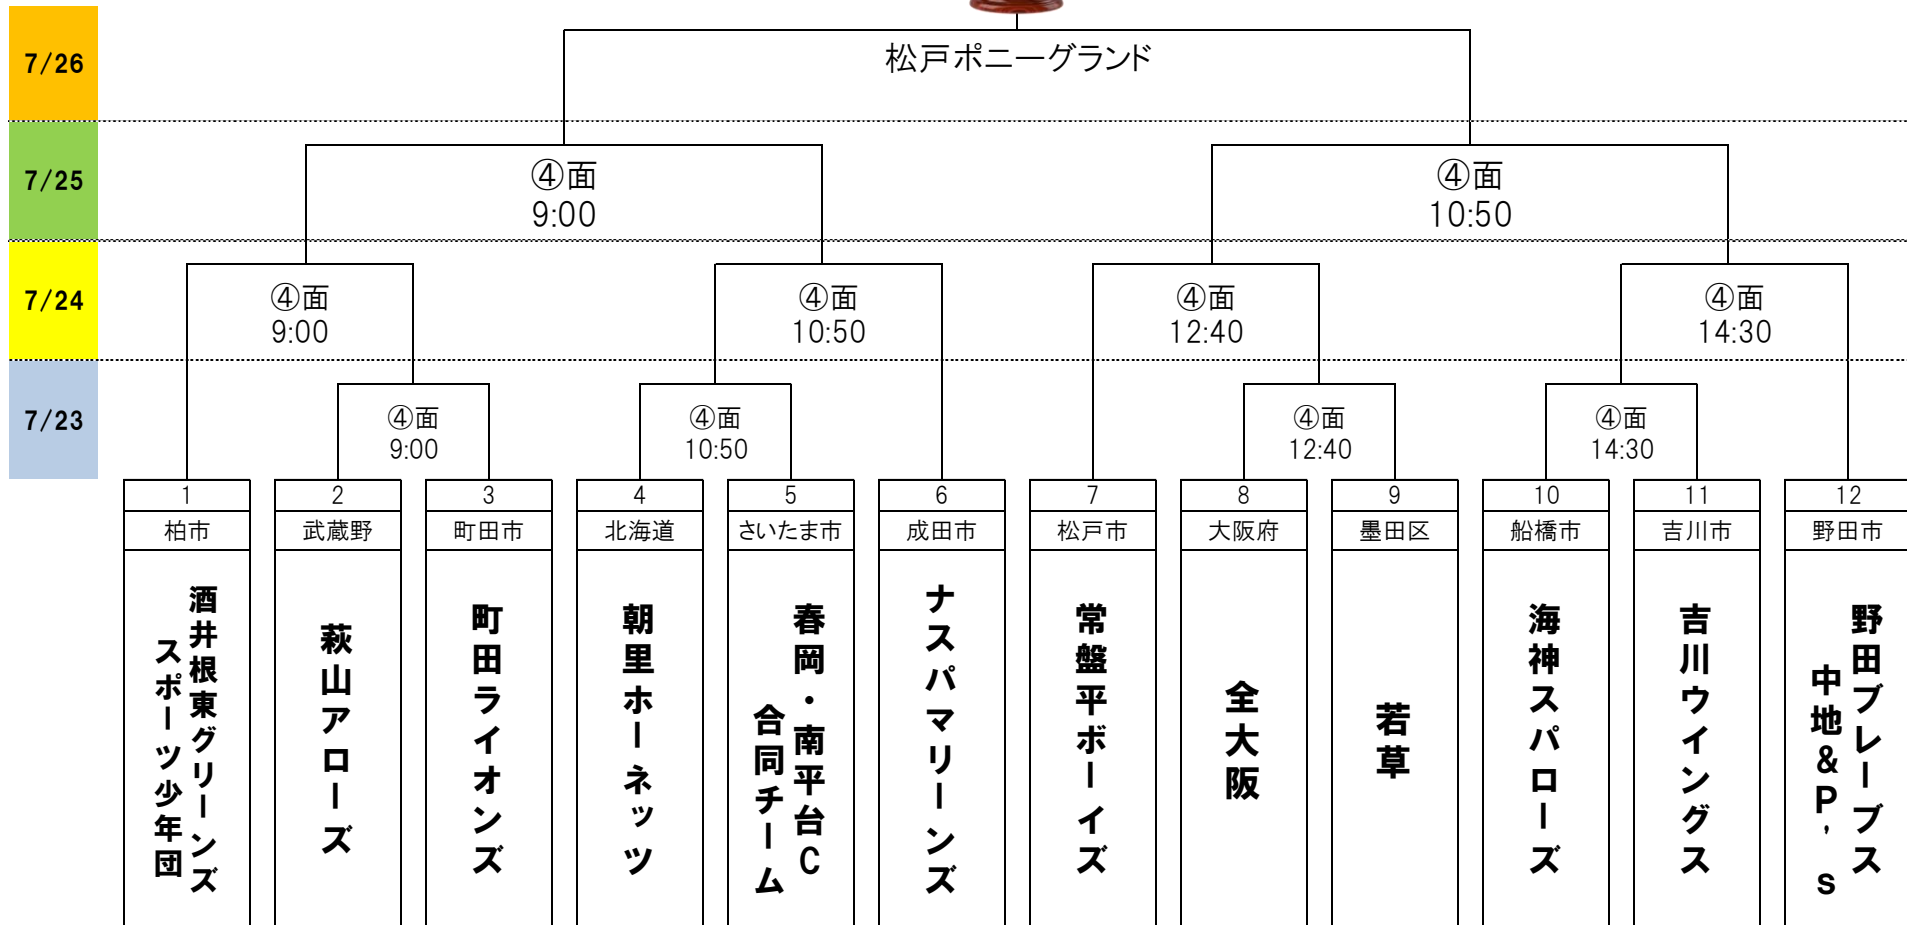 7/26
松戸ポニーグランド
7/25
④面
9:00
④面
10:50
7/24
④面
9:00
④面
10:50
④面
12:40
④面
14:30
7/23
④面
9:00
④面
10:50
④面
12:40
④面
14:30
1
2
3
4
5
6
7
8
9
10
11
12
柏市
武蔵野
町田市
北海道
さいたま市
成田市
松戸市
大阪府
墨田区
船橋市
吉川市
野田市
酒井根東グリーンズ
スポーツ少年団
萩山アローズ
町田ライオンズ
朝里ホーネッツ
春岡・南平台C
合同チーム
ナスパマリーンズ
常盤平ボーイズ
全大阪
若草
海神スパローズ
吉川ウイングス
野田ブレーブス
中地&P's